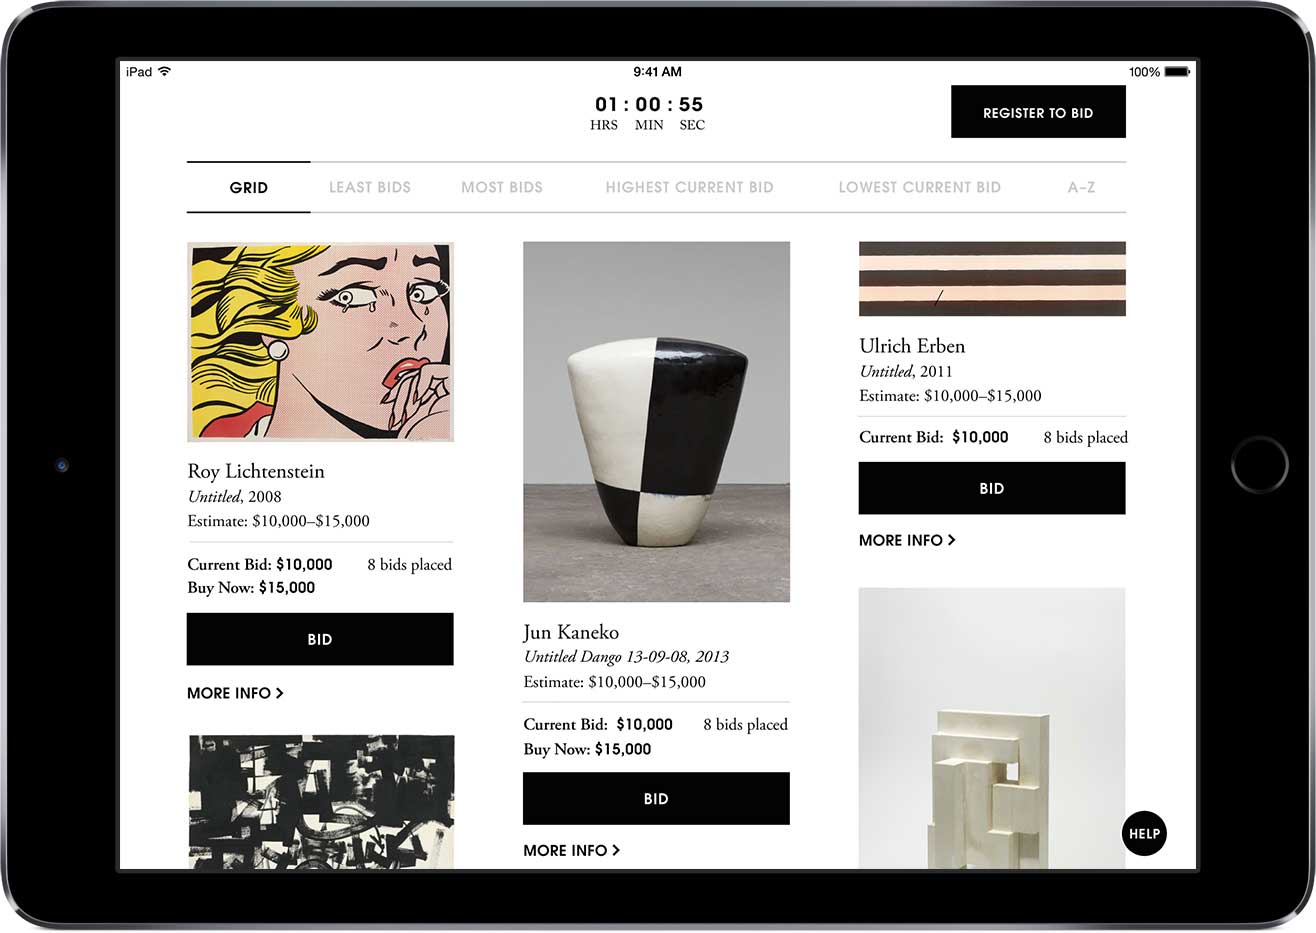 iPad
9:41 AM
100%
01 : 00 : 55
HRS MIN SEC
REGISTER TO BID
GRID
LEAST BIDS
MOST BIDS
HIGHEST CURRENT BID
LOWEST CURRENT BID
A–Z
Roy Lichtenstein
Untitled, 2008
Estimate: $10,000–$15,000
Current Bid: $10,000 8 bids placed
Buy Now: $15,000
BID
MORE INFO >
Jun Kaneko
Untitled Dango 13-09-08, 2013
Estimate: $10,000–$15,000
Current Bid: $10,000 8 bids placed
Buy Now: $15,000
BID
MORE INFO >
Ulrich Erben
Untitled, 2011
Estimate: $10,000–$15,000
Current Bid: $10,000 8 bids placed
BID
MORE INFO >
HELP